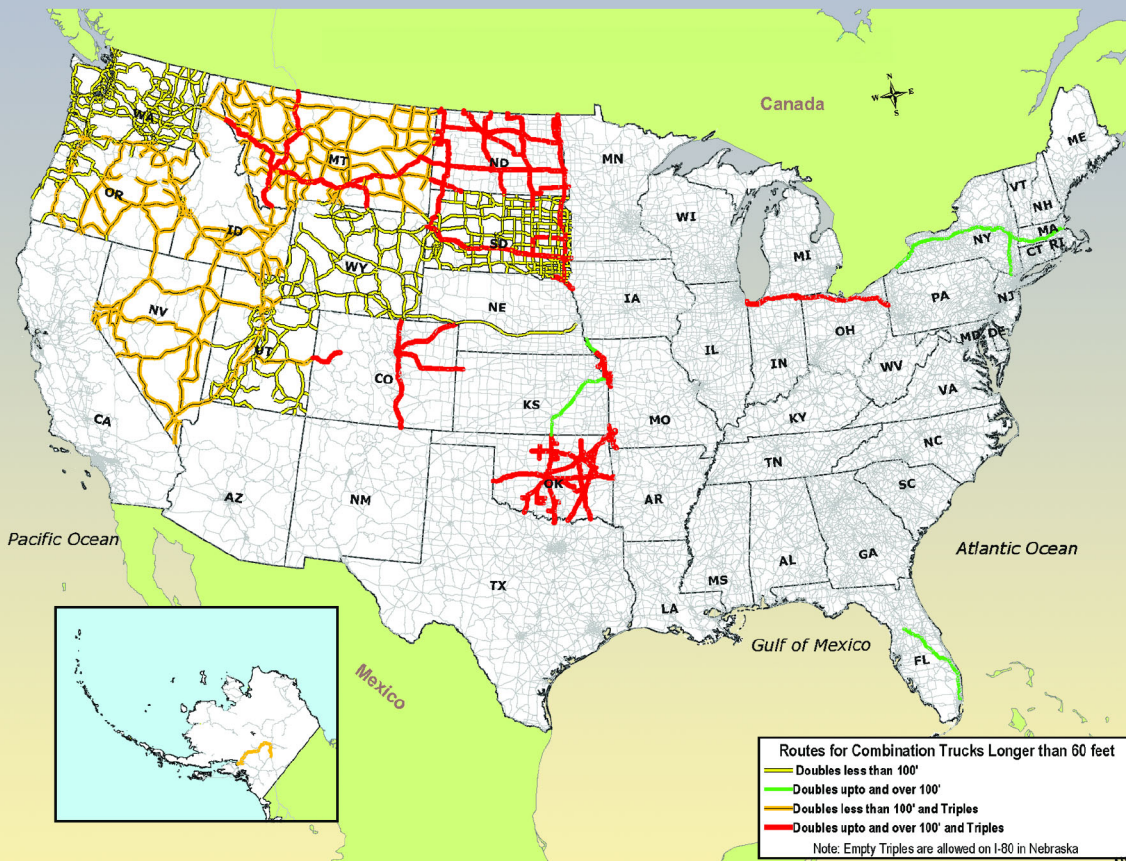 Canada
Pacific Ocean
Atlantic Ocean
Gulf of Mexico
Mexico
WA
OR
CA
NV
ID
MT
WY
UT
CO
AZ
NM
ND
SD
NE
KS
OK
TX
MN
IA
MO
AR
LA
WI
IL
MI
IN
OH
KY
TN
MS
AL
GA
FL
SC
NC
VA
WV
PA
NY
NJ
MD
DE
CT
RI
MA
VT
NH
ME
N
W
E
S
Routes for Combination Trucks Longer than 60 feet
Doubles less than 100'
Doubles upto and over 100'
Doubles less than 100' and Triples
Doubles upto and over 100' and Triples
Note: Empty Triples are allowed on I-80 in Nebraska